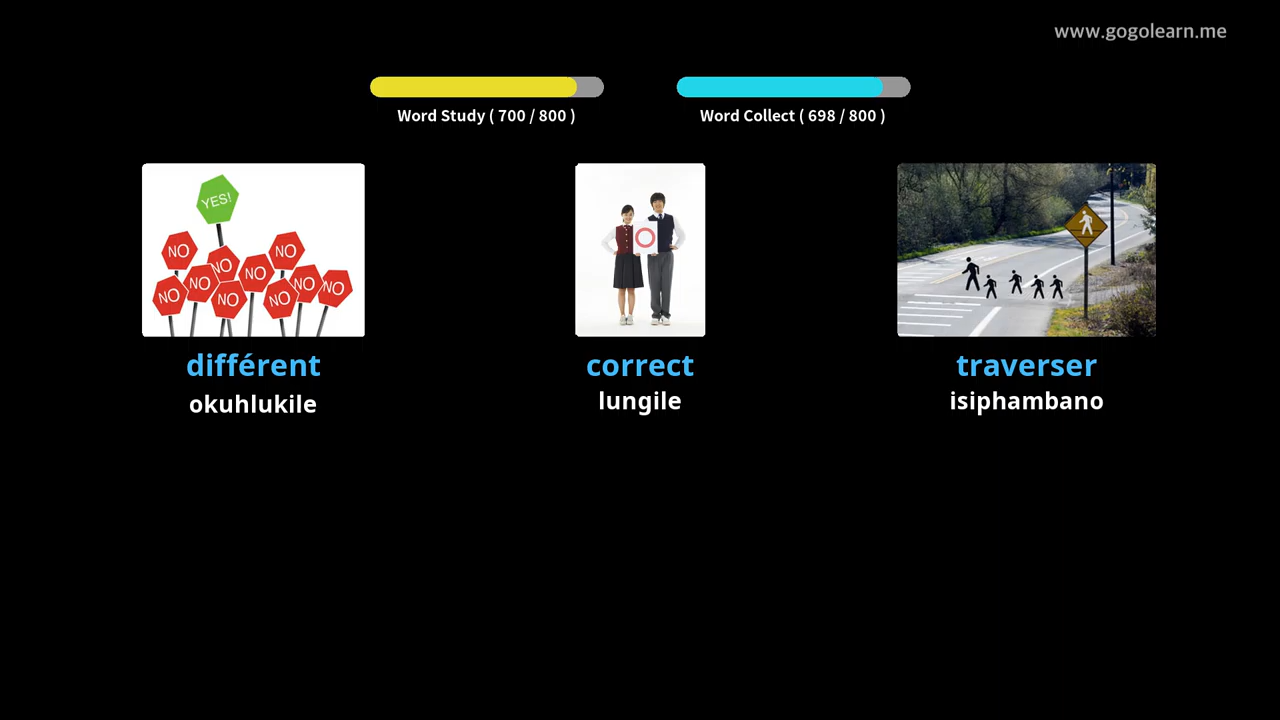 www.gogolearn.me
Word Study ( 700 / 800 )
Word Collect ( 698 / 800 )
YES!
NO
NO
NO
NO
NO
NO
NO
NO
NO
NO
différent
correct
traverser
okuhlukile
lungile
isiphambano